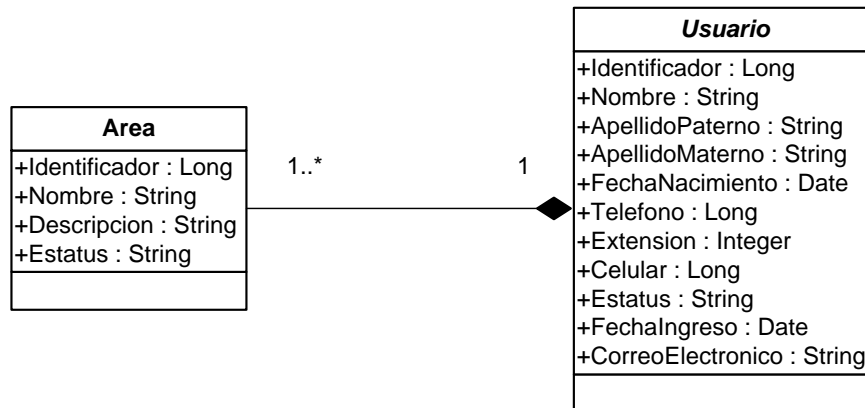 Area
+Identificador : Long
+Nombre : String
+Descripcion : String
+Estatus : String
1..*
1
Usuario
+Identificador : Long
+Nombre : String
+ApellidoPaterno : String
+ApellidoMaterno : String
+FechaNacimiento : Date
+Telefono : Long
+Extension : Integer
+Celular : Long
+Estatus : String
+FechaIngreso : Date
+CorreoElectronico : String